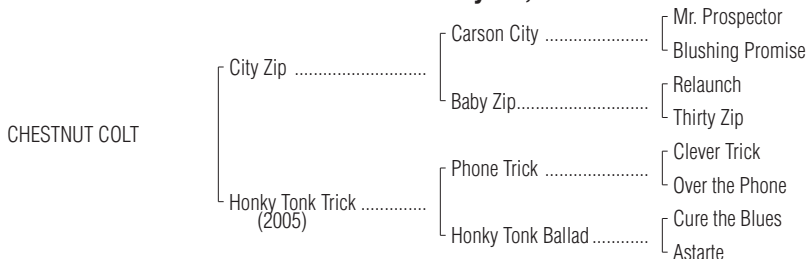 Mr. Prospector
Carson City ..................
Blushing Promise
City Zip ............................
Relaunch
Baby Zip............................
Thirty Zip
CHESTNUT COLT
Clever Trick
Phone Trick ......................
Over the Phone
Honky Tonk Trick ..............
(2005)
Cure the Blues
Honky Tonk Ballad............
Astarte